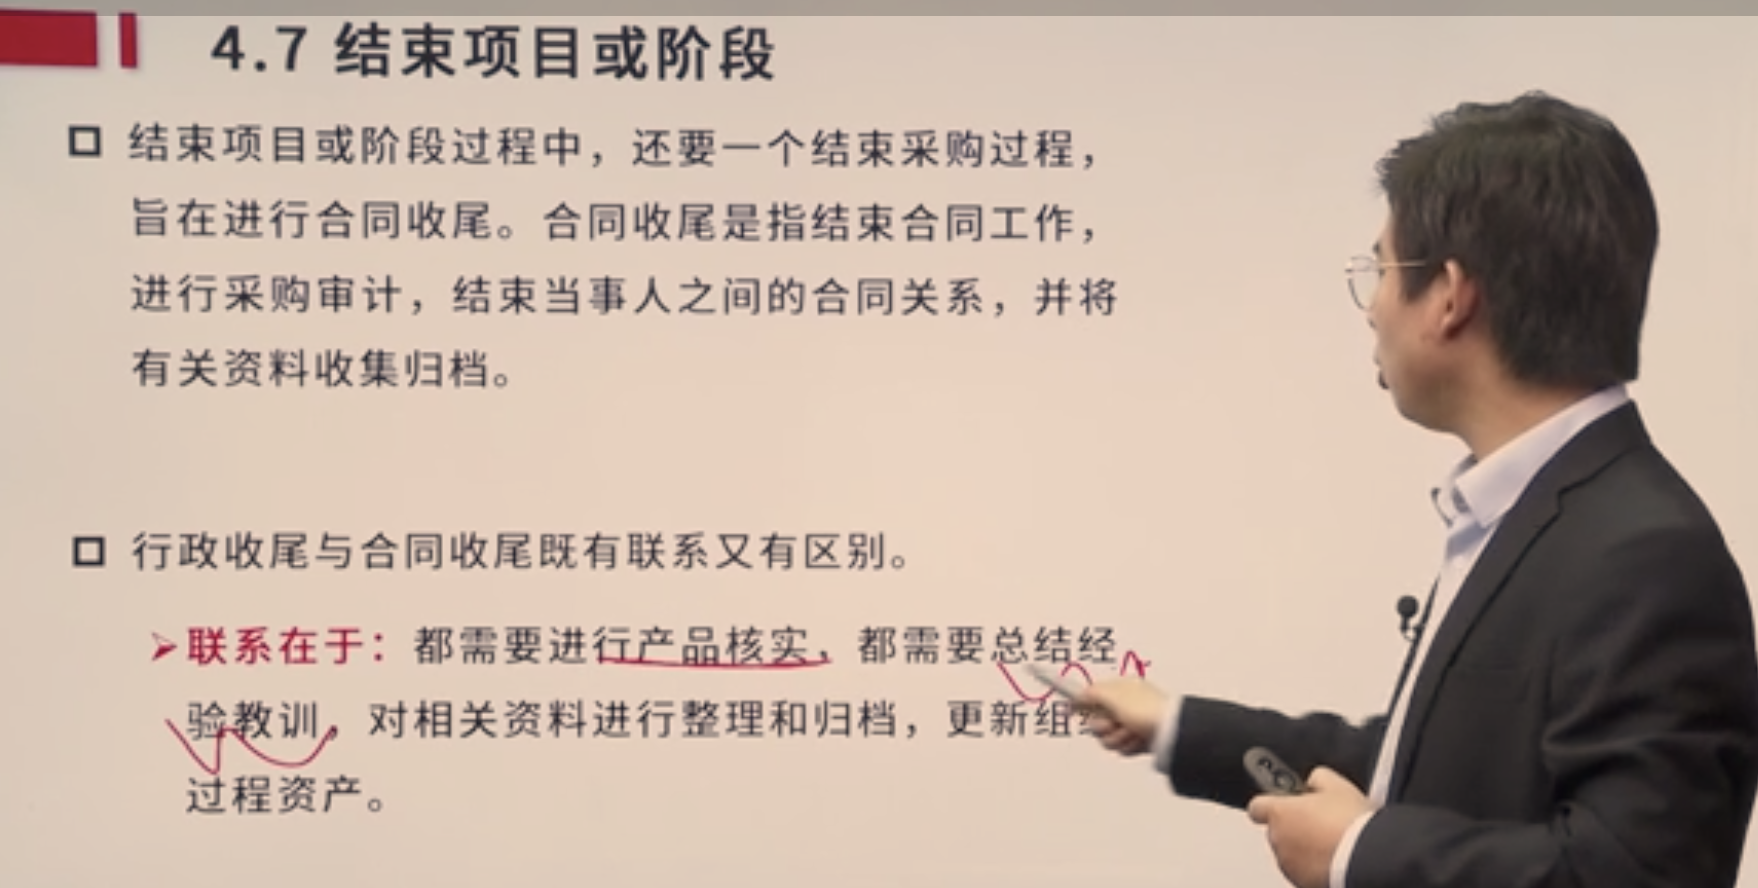 4.7 结束项目或阶段
结束项目或阶段过程中，还要一个结束采购过程，
旨在进行合同收尾。合同收尾是指结束合同工作，
进行采购审计，结束当事人之间的合同关系，并将
有关资料收集归档。
行政收尾与合同收尾既有联系又有区别。
联系在于：都需要进行产品核实，都需要总结经
验教训，对相关资料进行整理和归档，更新组织
过程资产。